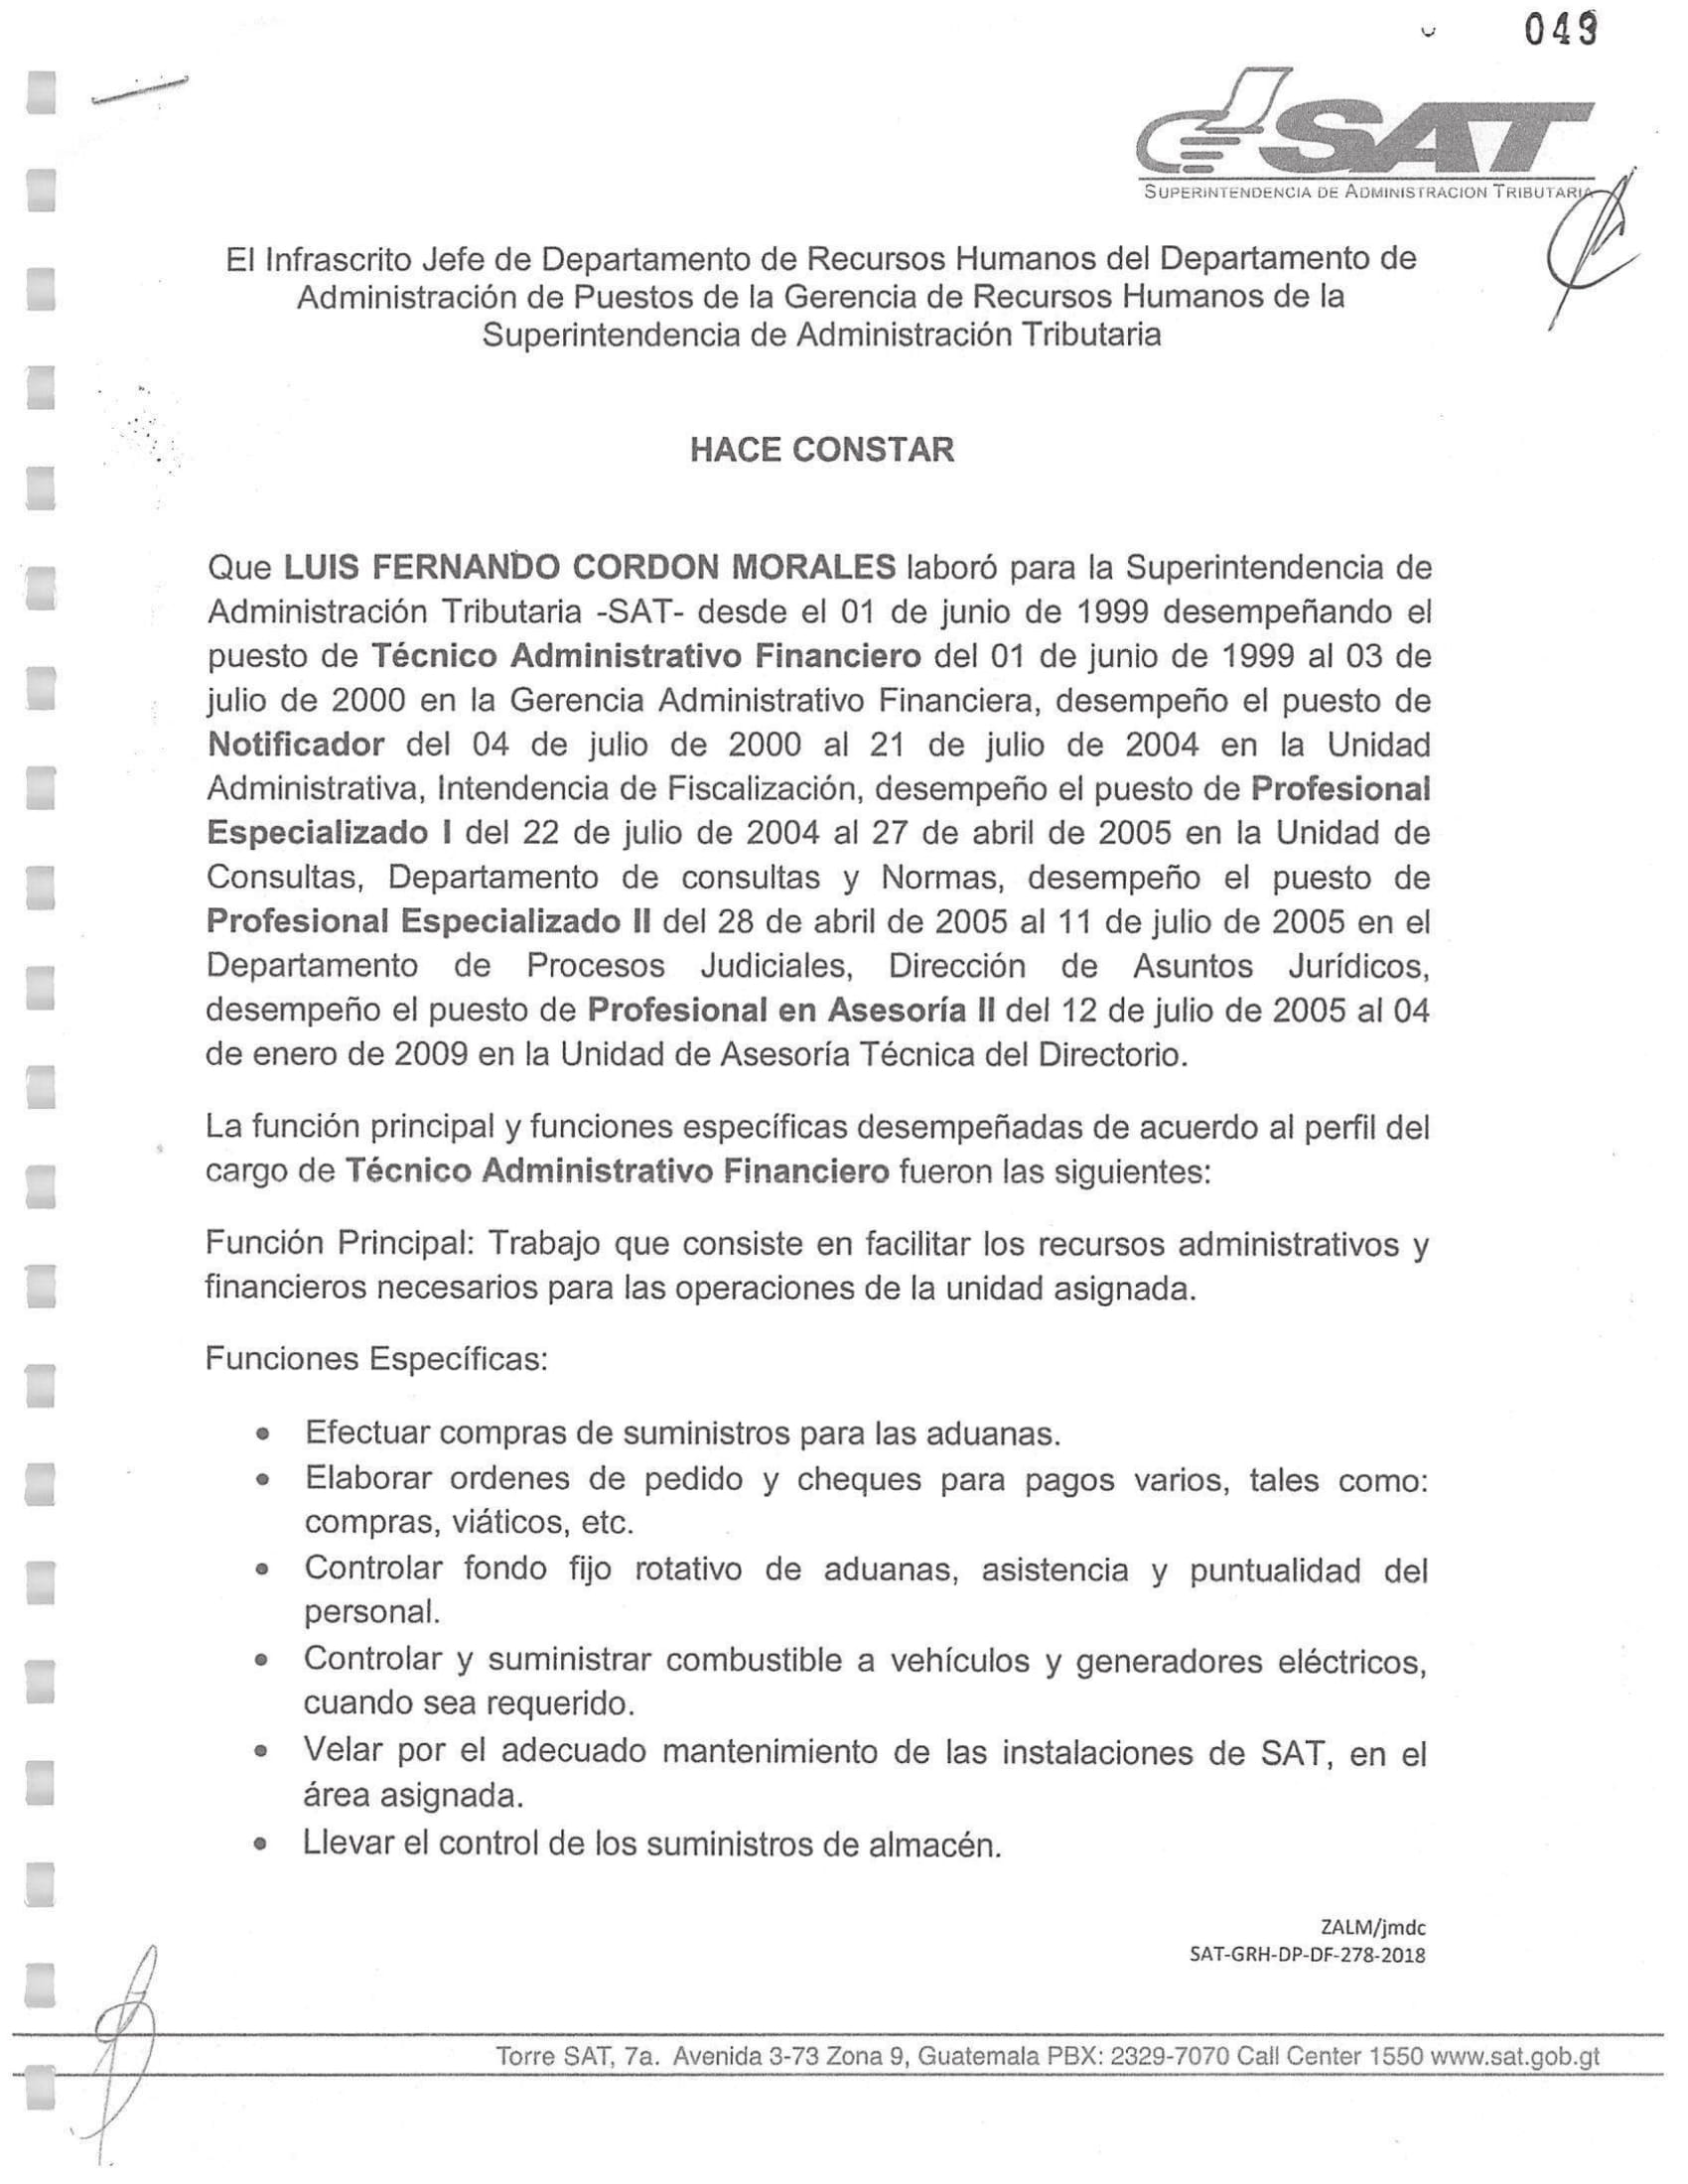 049
SAT
SUPERINTENDENCIA DE ADMINISTRACION TRIBUTARIA
El Infrascrito Jefe de Departamento de Recursos Humanos del Departamento de
Administración de Puestos de la Gerencia de Recursos Humanos de la
Superintendencia de Administración Tributaria
HACE CONSTAR
Que LUIS FERNANDO CORDON MORALES laboró para la Superintendencia de
Administración Tributaria -SAT- desde el 01 de junio de 1999 desempeñando el
puesto de Técnico Administrativo Financiero del 01 de junio de 1999 al 03 de
julio de 2000 en la Gerencia Administrativo Financiera, desempeño el puesto de
Notificador del 04 de julio de 2000 al 21 de julio de 2004 en la Unidad
Administrativa, Intendencia de Fiscalización, desempeño el puesto de Profesional
Especializado I del 22 de julio de 2004 al 27 de abril de 2005 en la Unidad de
Consultas, Departamento de consultas y Normas, desempeño el puesto de
Profesional Especializado II del 28 de abril de 2005 al 11 de julio de 2005 en el
Departamento de Procesos Judiciales, Dirección de Asuntos Jurídicos,
desempeño el puesto de Profesional en Asesoría II del 12 de julio de 2005 al 04
de enero de 2009 en la Unidad de Asesoría Técnica del Directorio.
La función principal y funciones específicas desempeñadas de acuerdo al perfil del
cargo de Técnico Administrativo Financiero fueron las siguientes:
Función Principal: Trabajo que consiste en facilitar los recursos administrativos y
financieros necesarios para las operaciones de la unidad asignada.
Funciones Específicas:
• Efectuar compras de suministros para las aduanas.
• Elaborar ordenes de pedido y cheques para pagos varios, tales como:
compras, viáticos, etc.
• Controlar fondo fijo rotativo de aduanas, asistencia y puntualidad del
personal.
• Controlar y suministrar combustible a vehículos y generadores eléctricos,
cuando sea requerido.
• Velar por el adecuado mantenimiento de las instalaciones de SAT, en el
área asignada.
• Llevar el control de los suministros de almacén.
ZALM/jmdc
SAT-GRH-DP-DF-278-2018
Torre SAT, 7a. Avenida 3-73 Zona 9, Guatemala PBX: 2329-7070 Call Center 1550 www.sat.gob.gt